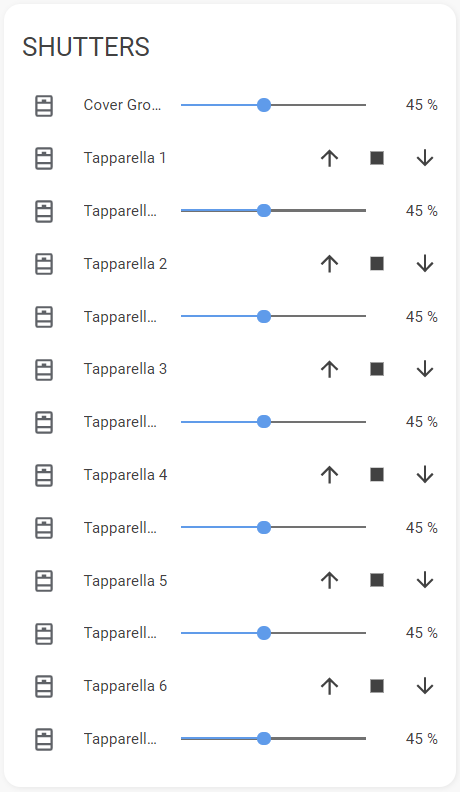 SHUTTERS
Cover Gro... 45 %
Tapparella 1
Tapparell... 45 %
Tapparella 2
Tapparell... 45 %
Tapparella 3
Tapparell... 45 %
Tapparella 4
Tapparell... 45 %
Tapparella 5
Tapparell... 45 %
Tapparella 6
Tapparell... 45 %